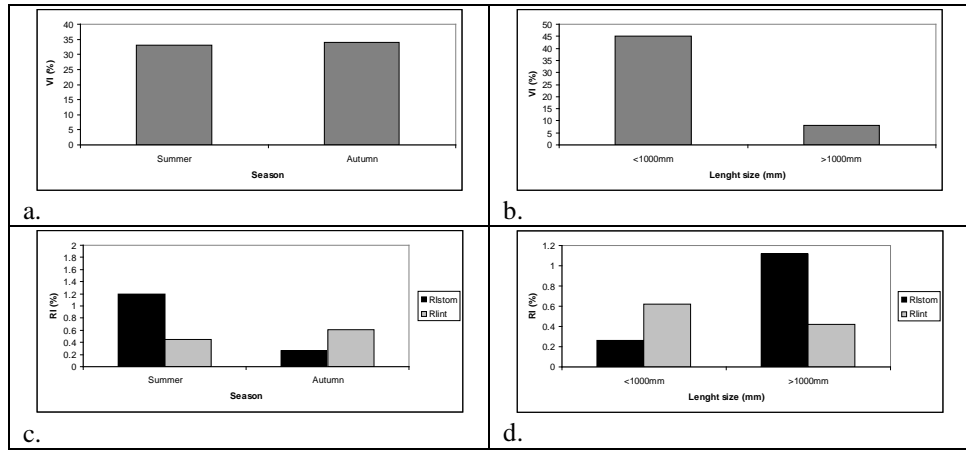 40
35
30
25
20
15
10
5
0
VI (%)
Summer
Autumn
Season
a.
50
45
40
35
30
25
20
15
10
5
0
VI (%)
<1000mm
>1000mm
Lenght size (mm)
b.
2
1.8
1.6
1.4
1.2
1
0.8
0.6
0.4
0.2
0
RI (%)
Summer
Autumn
Season
RIstom
RIint
c.
1.2
1
0.8
0.6
0.4
0.2
0
RI (%)
<1000mm
>1000mm
Lenght size (mm)
RIstom
RIint
d.